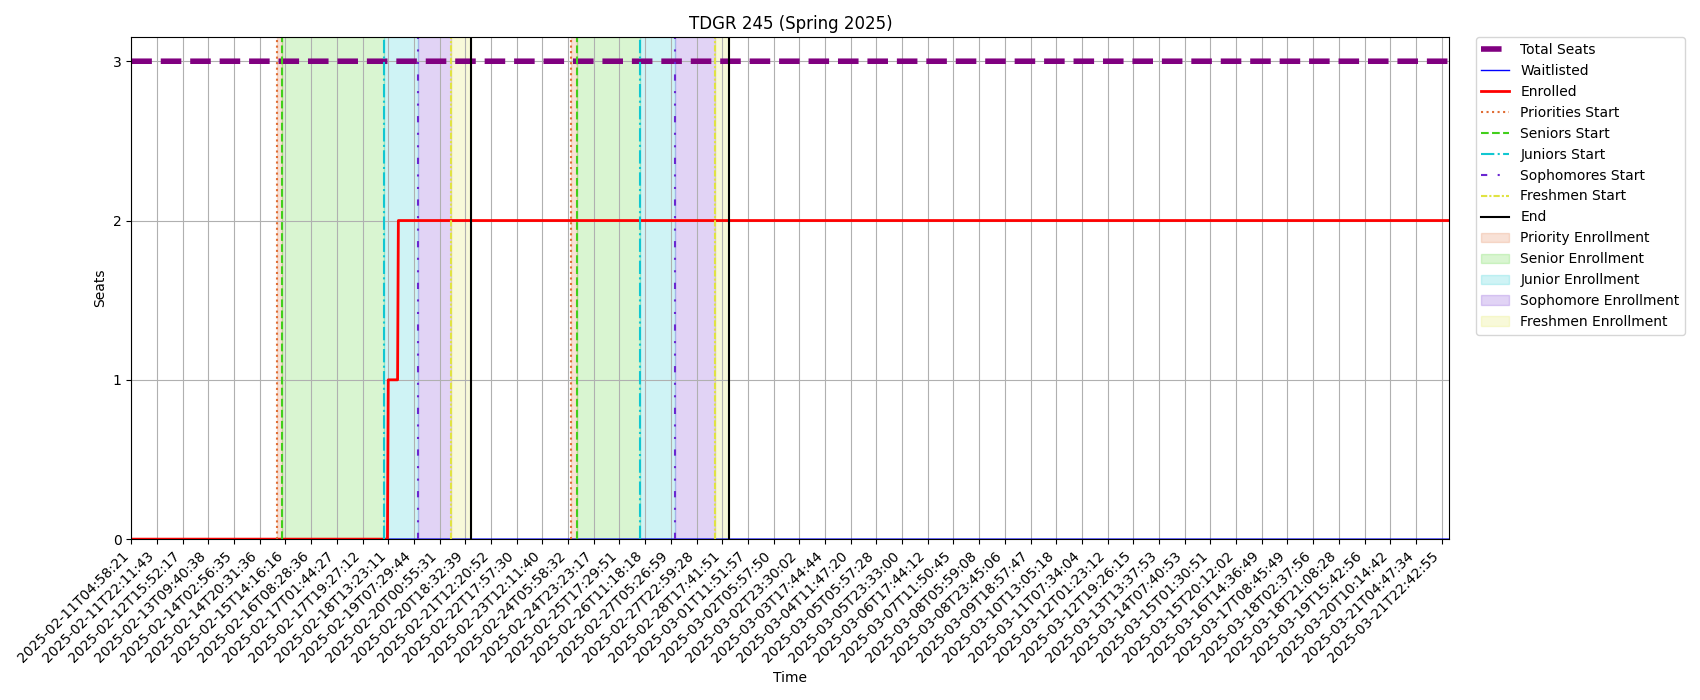 TDGR 245 (Spring 2025)
Seats
3
2
1
0
2025-02-11T04:58:21
2025-02-11T22:11:43
2025-02-12T15:52:17
2025-02-13T09:40:38
2025-02-14T02:56:35
2025-02-14T20:31:36
2025-02-15T14:16:16
2025-02-16T08:28:36
2025-02-17T01:44:27
2025-02-17T19:27:12
2025-02-18T13:23:11
2025-02-19T07:29:44
2025-02-20T00:55:31
2025-02-20T18:32:39
2025-02-21T12:20:52
2025-02-22T17:57:30
2025-02-23T12:11:40
2025-02-24T05:58:32
2025-02-24T23:23:17
2025-02-25T17:29:51
2025-02-26T11:18:18
2025-02-27T05:26:59
2025-02-27T22:59:28
2025-02-28T17:41:51
2025-03-01T11:51:57
2025-03-02T05:57:50
2025-03-02T23:30:02
2025-03-03T17:44:44
2025-03-04T11:47:20
2025-03-05T05:57:28
2025-03-05T23:33:00
2025-03-06T17:44:12
2025-03-07T11:50:45
2025-03-08T05:59:08
2025-03-08T23:45:06
2025-03-09T18:57:47
2025-03-10T13:05:18
2025-03-11T07:34:04
2025-03-12T01:23:12
2025-03-12T19:26:15
2025-03-13T13:37:53
2025-03-14T07:40:53
2025-03-15T01:30:51
2025-03-15T20:12:02
2025-03-16T14:36:49
2025-03-17T08:45:49
2025-03-18T02:37:56
2025-03-18T21:08:28
2025-03-19T15:42:56
2025-03-20T10:14:42
2025-03-21T04:47:34
2025-03-21T22:42:55
Time
Total Seats
Waitlisted
Enrolled
Priorities Start
Seniors Start
Juniors Start
Sophomores Start
Freshmen Start
End
Priority Enrollment
Senior Enrollment
Junior Enrollment
Sophomore Enrollment
Freshmen Enrollment